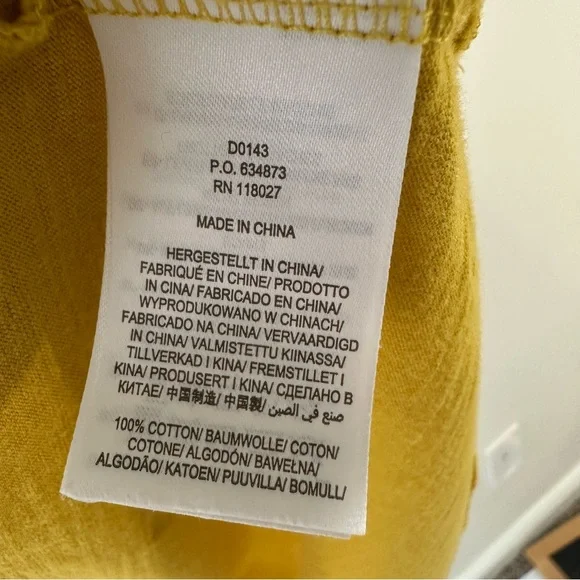 D0143
P.O. 634873
RN 118027
MADE IN CHINA
HERGESTELLT IN CHINA/
FABRIQUÉ EN CHINE/ PRODOTTO
IN CINA/ FABRICADO EN CHINA/
WYPRODUKOWANO W CHINACH/
FABRICADO NA CHINA/ VERVAARDIGD
IN CHINA/ VALMISTETTU KIINASSA/
TILLVERKAD I KINA/ FREMSTILLET I
KINA/ PRODUSERT I KINA/ СДЕЛАНО В
КИТАЕ/ 中国制造/ 中國製/ صنع في الصين/
100% COTTON/ BAUMWOLLE/ COTON/
COTONE/ ALGODÓN/ BAWEŁNA/
ALGODÃO/ KATOEN/ PUUVILLA/ BOMULL/